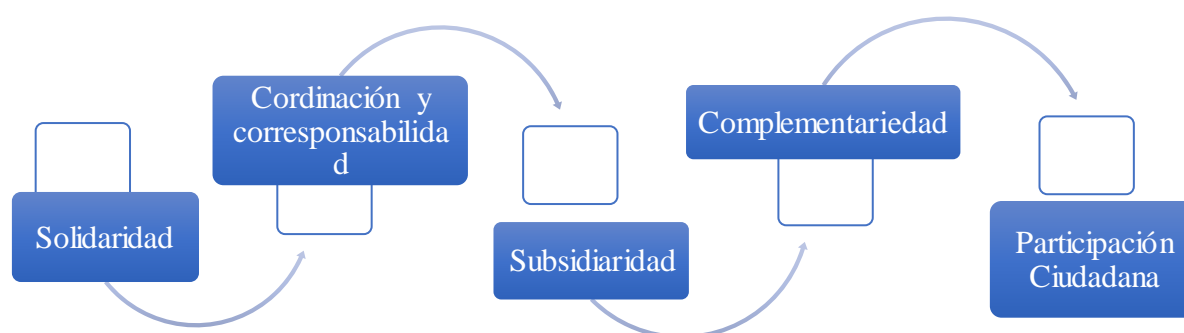 Solidaridad
Cordinación y
corresponsabilida
d
Subsidiaridad
Complementariedad
Participación
Ciudadana